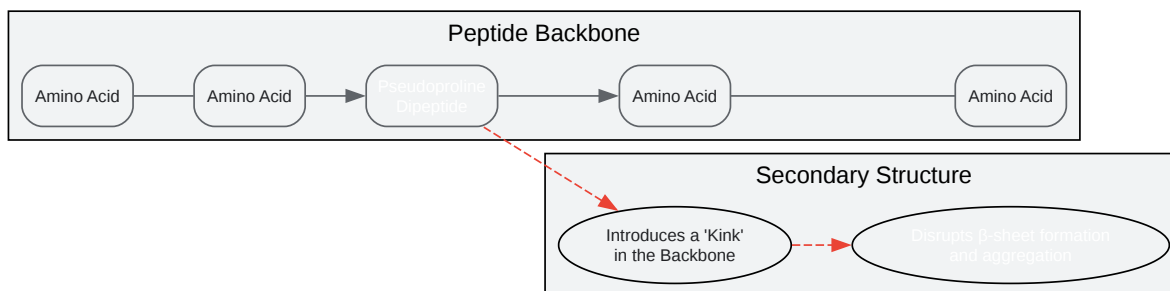 Peptide Backbone
Amino Acid
Amino Acid
Pseudoproline
Dipeptide
Amino Acid
Amino Acid
Secondary Structure
Introduces a 'Kink'
in the Backbone
Disrupts β-sheet formation
and aggregation